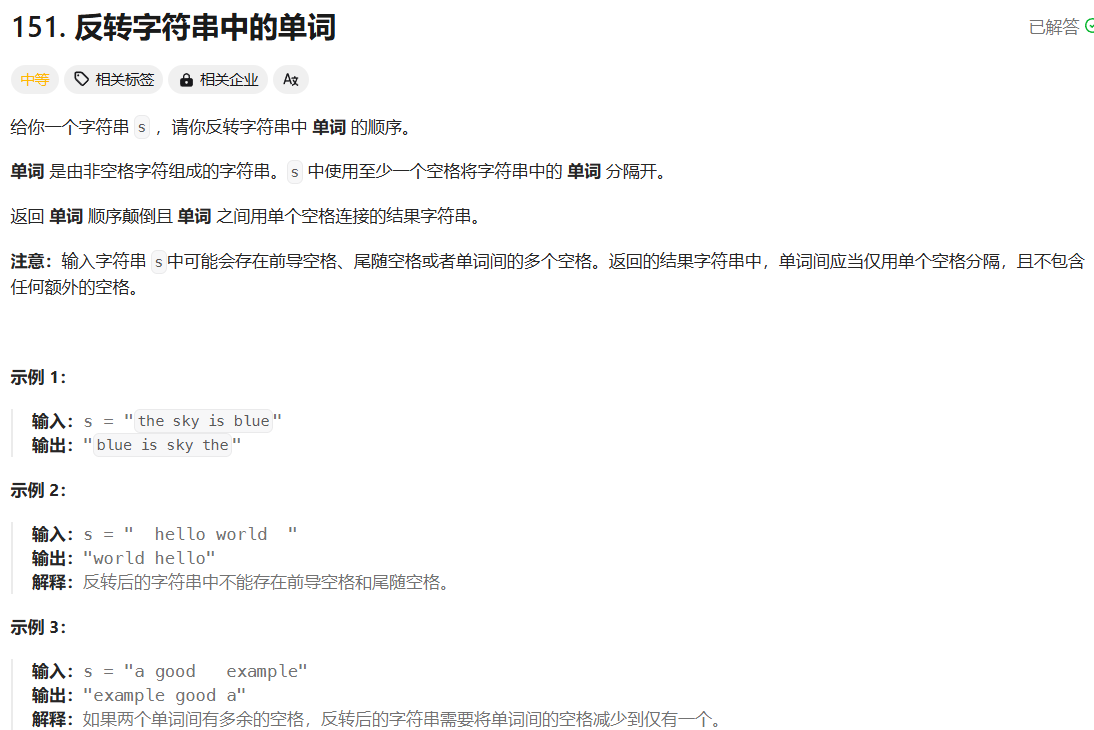 151. 反转字符串中的单词
已解答
中等 相关标签 相关企业
给你一个字符串 s ，请你反转字符串中 单词 的顺序。
单词 是由非空格字符组成的字符串。s 中使用至少一个空格将字符串中的 单词 分隔开。
返回 单词 顺序颠倒且 单词 之间用单个空格连接的结果字符串。
注意：输入字符串 s中可能会存在前导空格、尾随空格或者单词间的多个空格。返回的结果字符串中，单词间应当仅用单个空格分隔，且不包含
任何额外的空格。
示例 1：
输入：s = "the sky is blue"
输出："blue is sky the"
示例 2：
输入：s = "  hello world  "
输出："world hello"
解释：反转后的字符串中不能存在前导空格和尾随空格。
示例 3：
输入：s = "a good   example"
输出："example good a"
解释：如果两个单词间有多余的空格，反转后的字符串需要将单词间的空格减少到仅有一个。